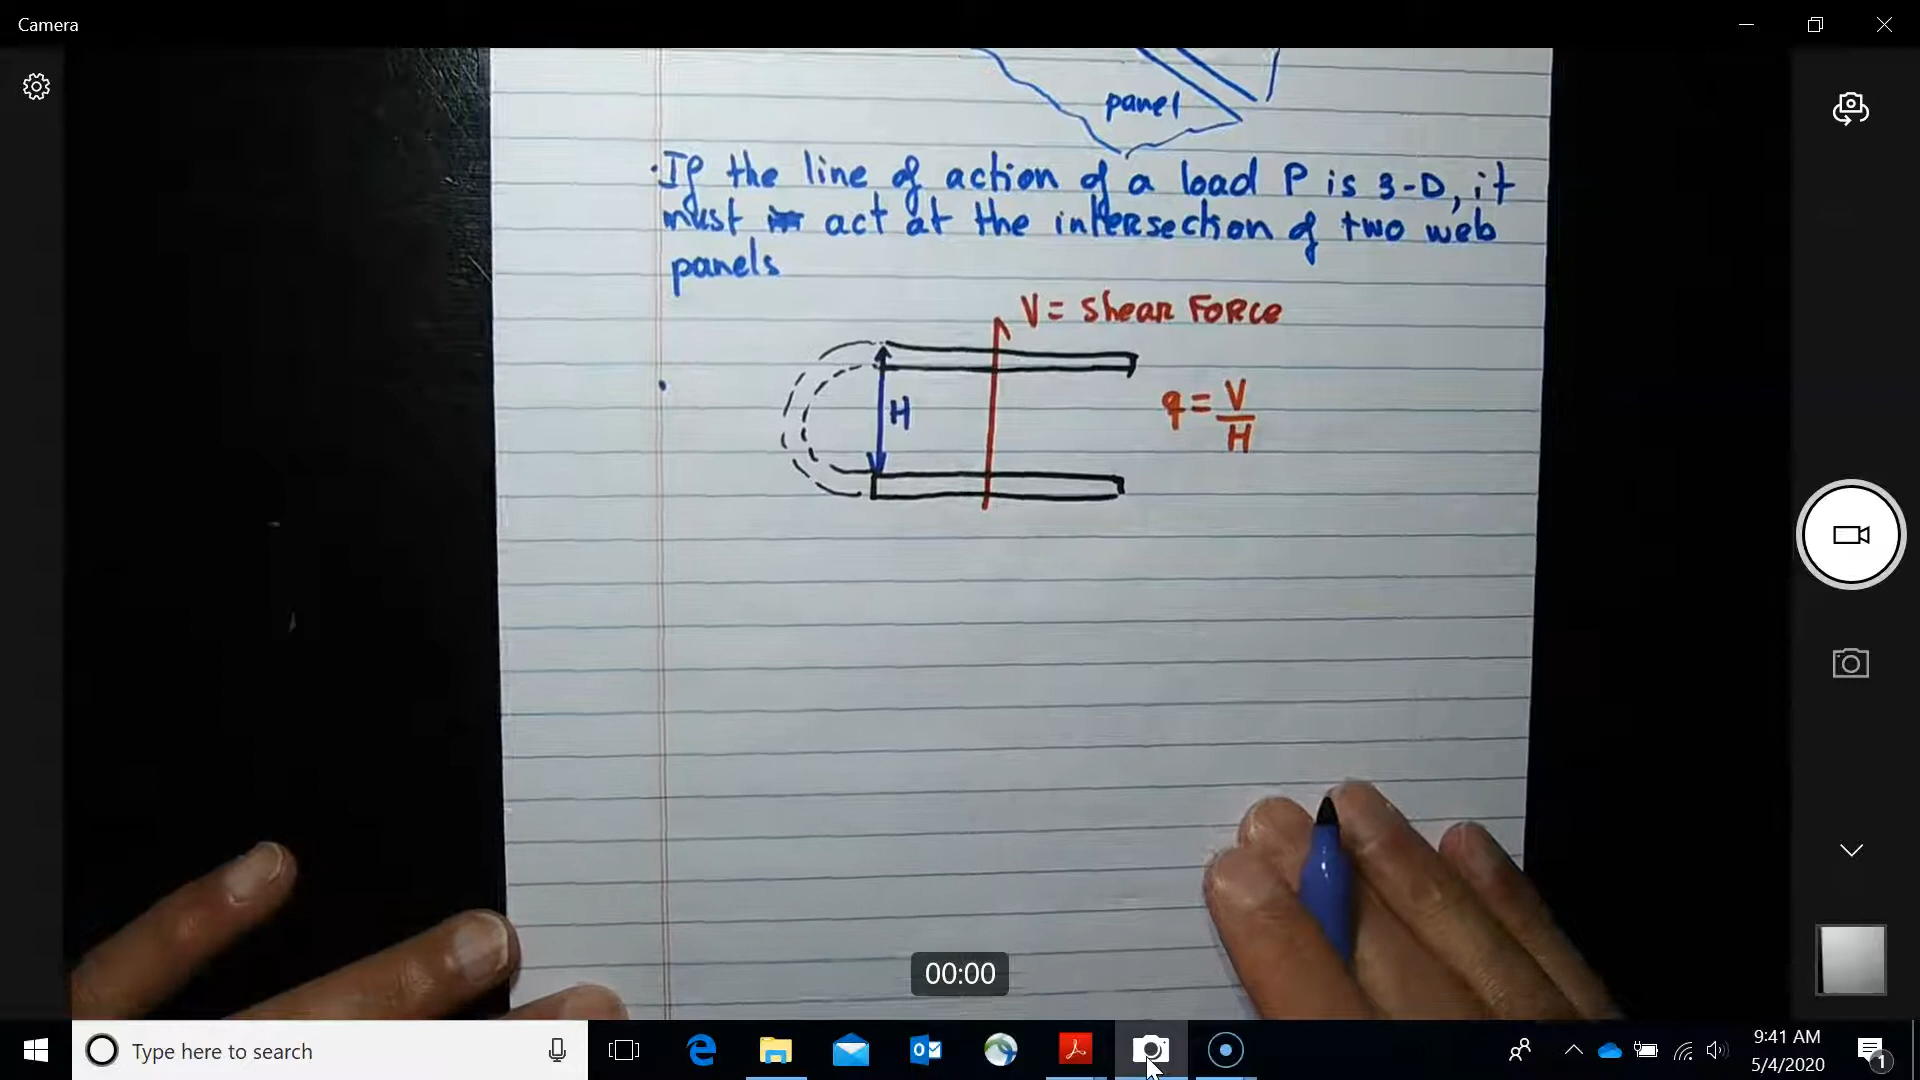 Camera
panel
·If the line of action of a load P is 3-D, it
must act at the intersection of two web
panels
V = Shear Force
H
q = V
H
00:00
Type here to search
9:41 AM
5/4/2020
1